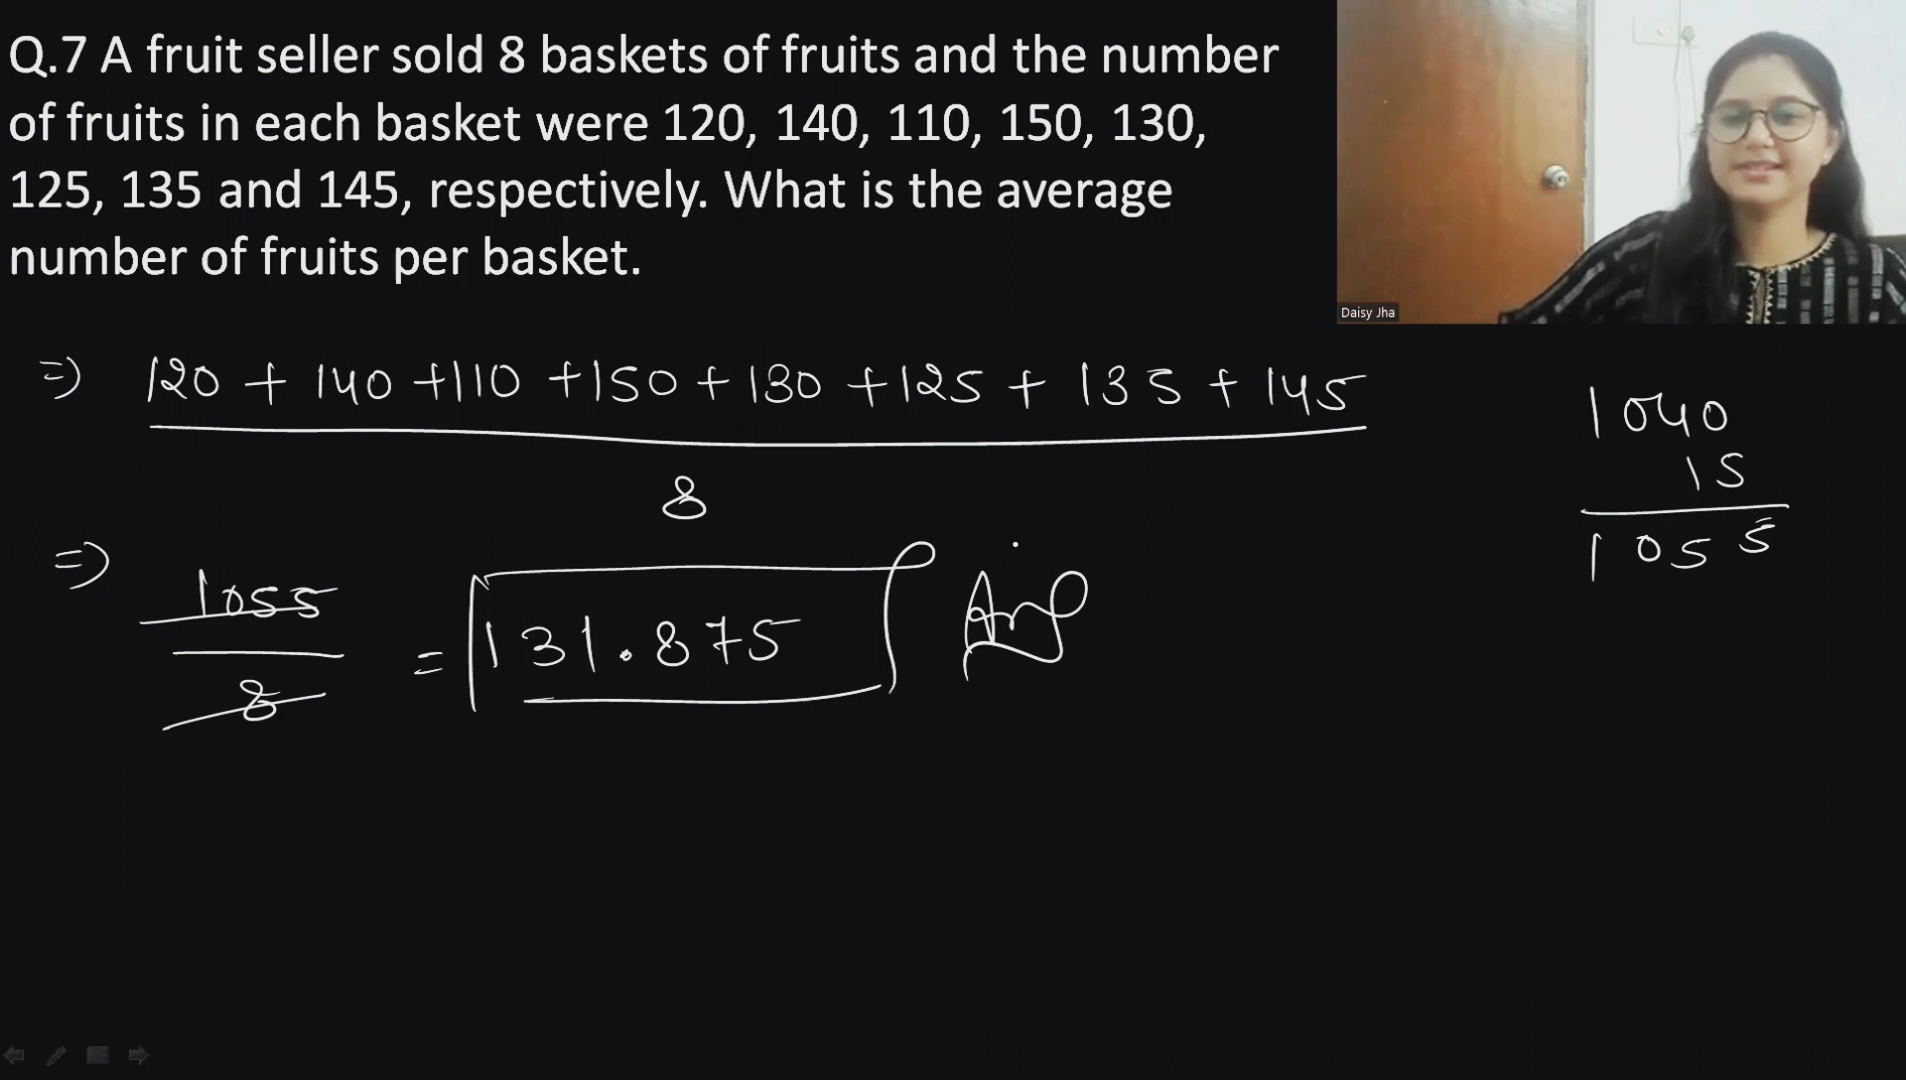 Q.7 A fruit seller sold 8 baskets of fruits and the number
of fruits in each basket were 120, 140, 110, 150, 130,
125, 135 and 145, respectively. What is the average
number of fruits per basket.
Daisy Jha
=> 120 + 140 +110 +150 + 130 +125 + 135 + 145
8
1040
15
1055
=> 1055
8
= 131.875 Ans